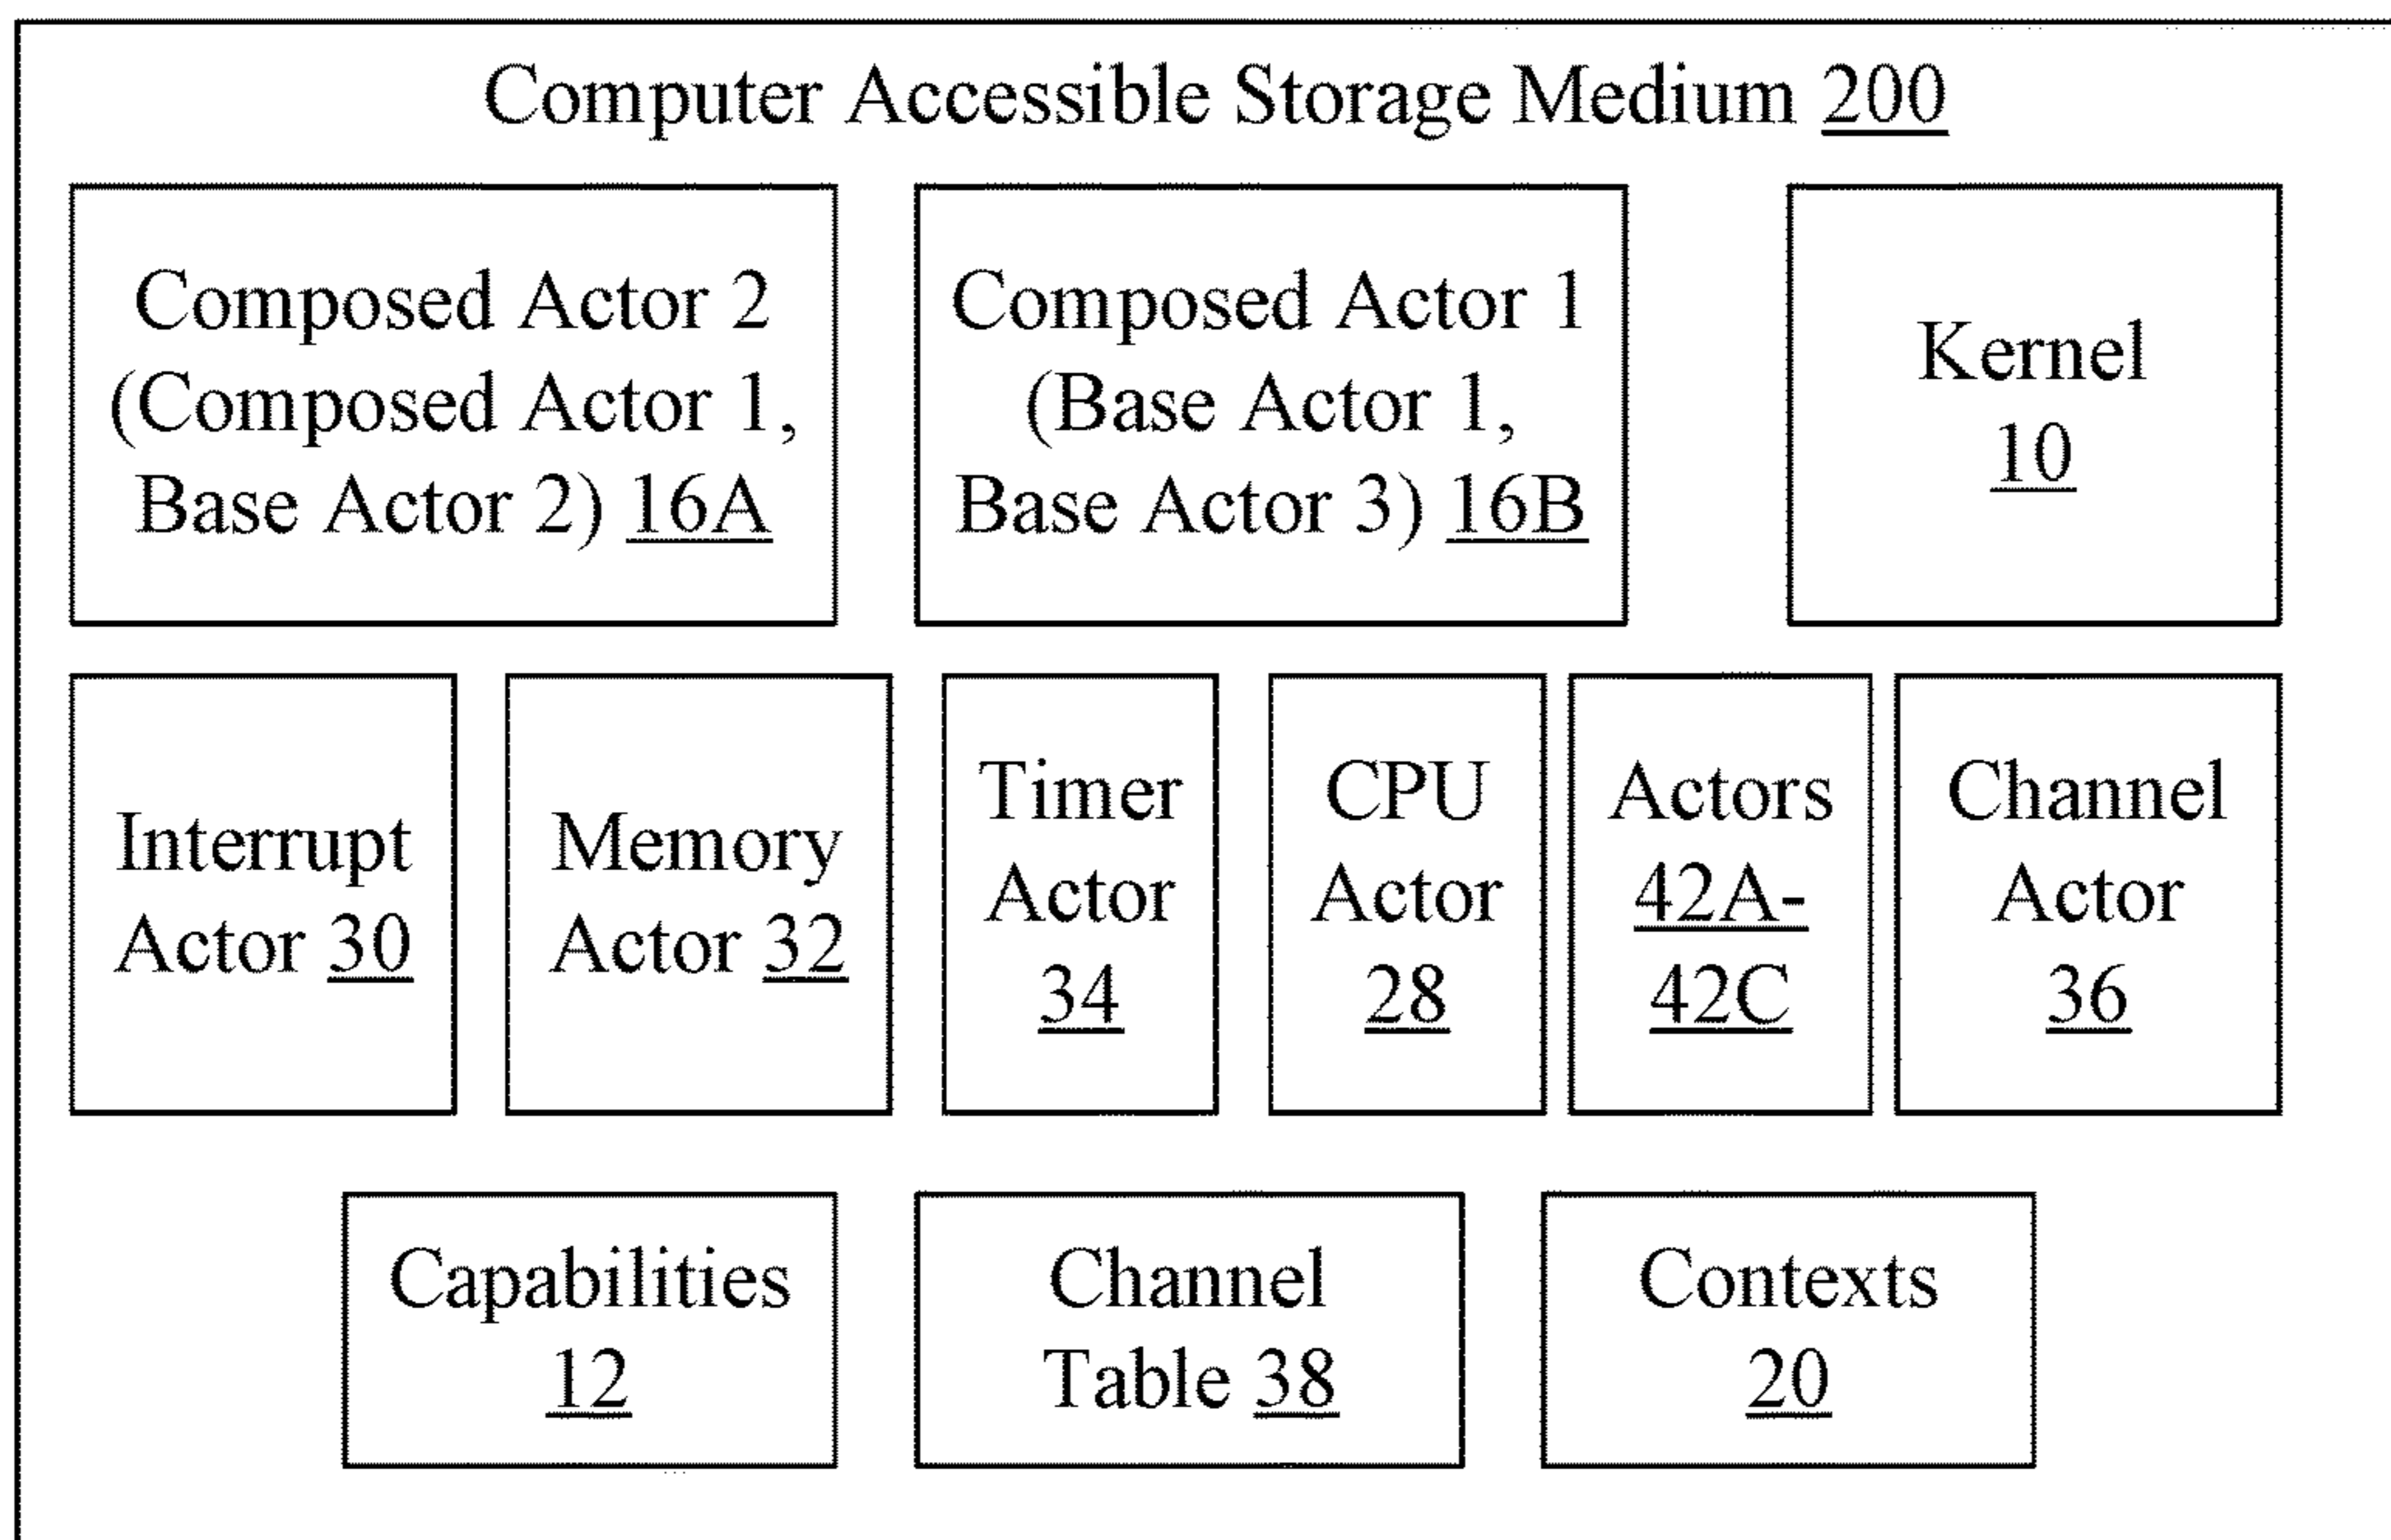 Computer Accessible Storage Medium 200
Composed Actor 2
(Composed Actor 1,
Base Actor 2) 16A
Composed Actor 1
(Base Actor 1,
Base Actor 3) 16B
Kernel
10
Interrupt
Actor 30
Memory
Actor 32
Timer
Actor
34
CPU
Actor
28
Actors
42A-
42C
Channel
Actor
36
Capabilities
12
Channel
Table 38
Contexts
20